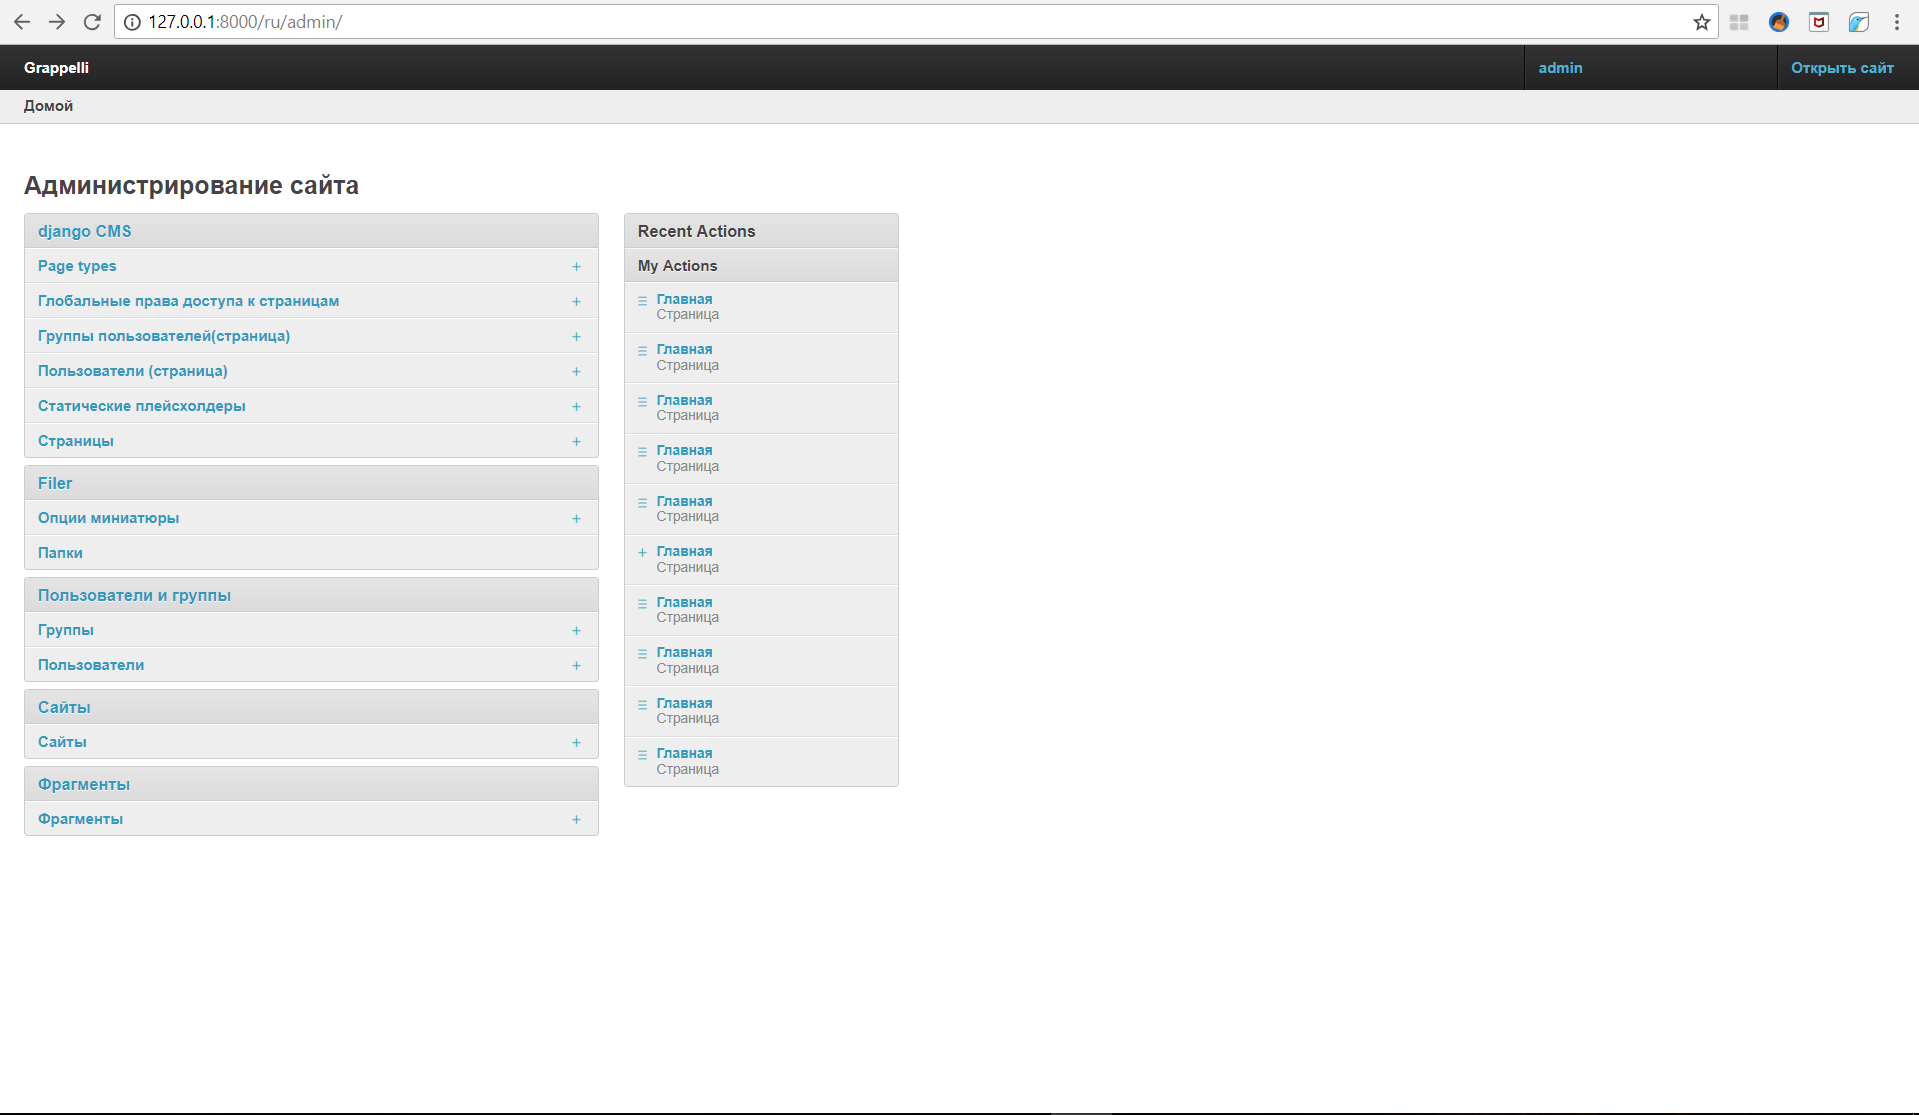 127.0.0.1:8000/ru/admin/
Grappelli
admin
Открыть сайт
Домой
Администрирование сайта
django CMS
Page types
Глобальные права доступа к страницам
Группы пользователей(страница)
Пользователи (страница)
Статические плейсхолдеры
Страницы
Filer
Опции миниатюры
Папки
Пользователи и группы
Группы
Пользователи
Сайты
Сайты
Фрагменты
Фрагменты
Recent Actions
My Actions
Главная
Страница
Главная
Страница
Главная
Страница
Главная
Страница
Главная
Страница
Главная
Страница
Главная
Страница
Главная
Страница
Главная
Страница
Главная
Страница